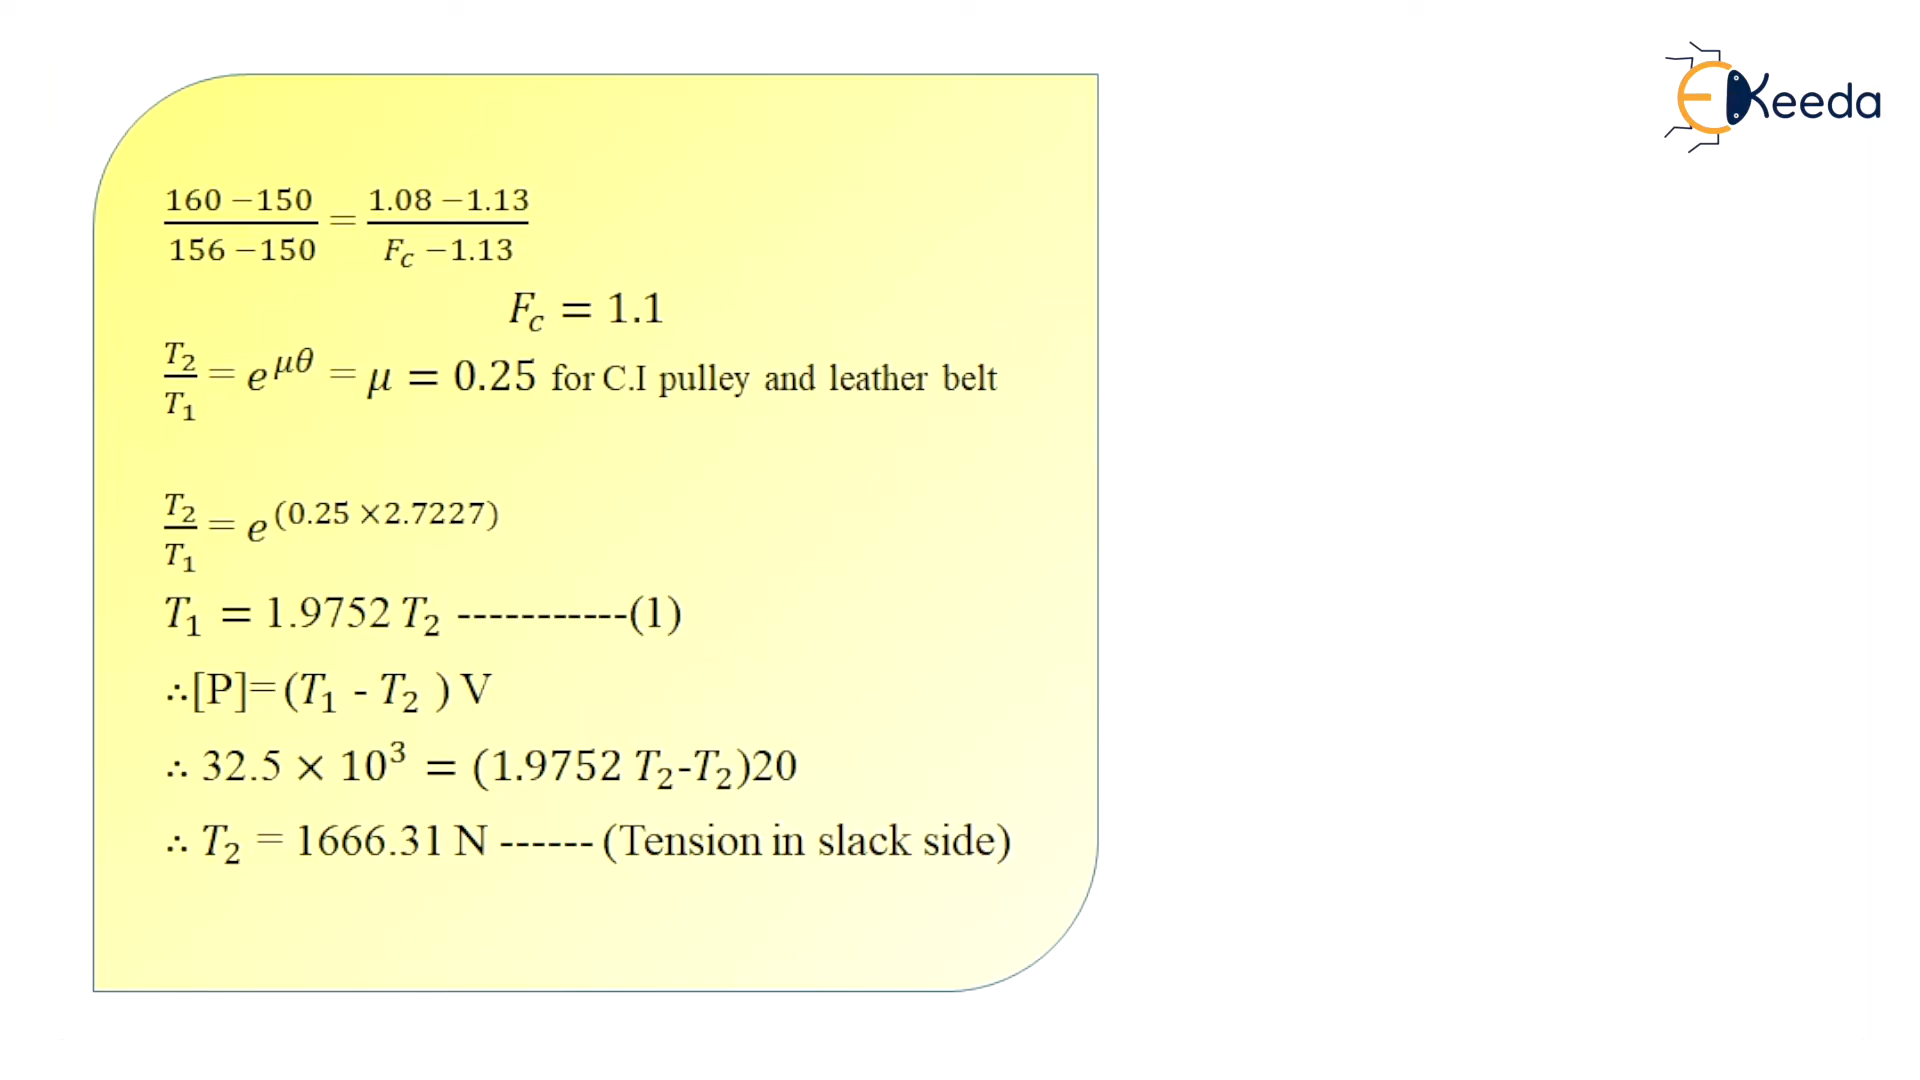 EKeeda
160 −150 / 156 −150 = 1.08 −1.13 / F_c −1.13
F_c = 1.1
T_2 / T_1 = e^{μθ} = μ = 0.25 for C.I pulley and leather belt
T_2 / T_1 = e^{(0.25 ×2.7227)}
T_1 = 1.9752 T_2 -----------(1)
∴[P]=(T_1 - T_2 ) V
∴ 32.5 × 10^3 = (1.9752 T_2-T_2)20
∴ T_2 = 1666.31 N ------ (Tension in slack side)